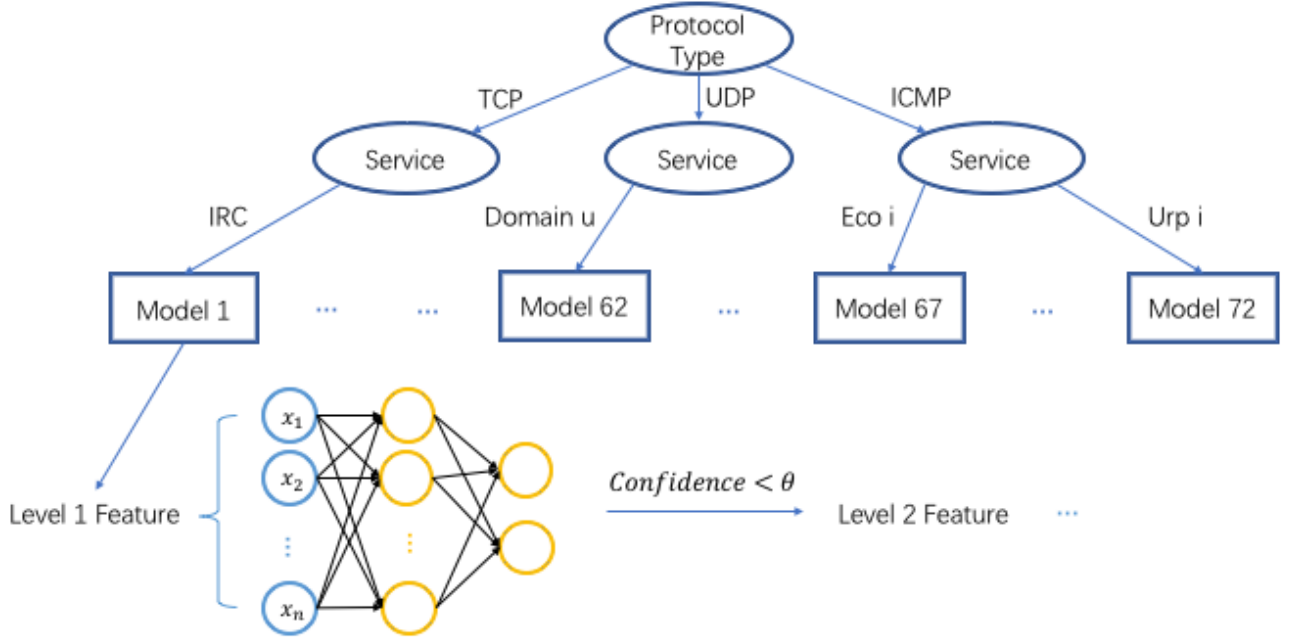 Protocol
Type
TCP
UDP
ICMP
Service
Service
Service
IRC
Domain u
Eco i
Urp i
Model 1
...
...
Model 62
...
Model 67
...
Model 72
x₁
x₂
⋮
⋮
xₙ
Level 1 Feature
Confidence < θ
Level 2 Feature
...